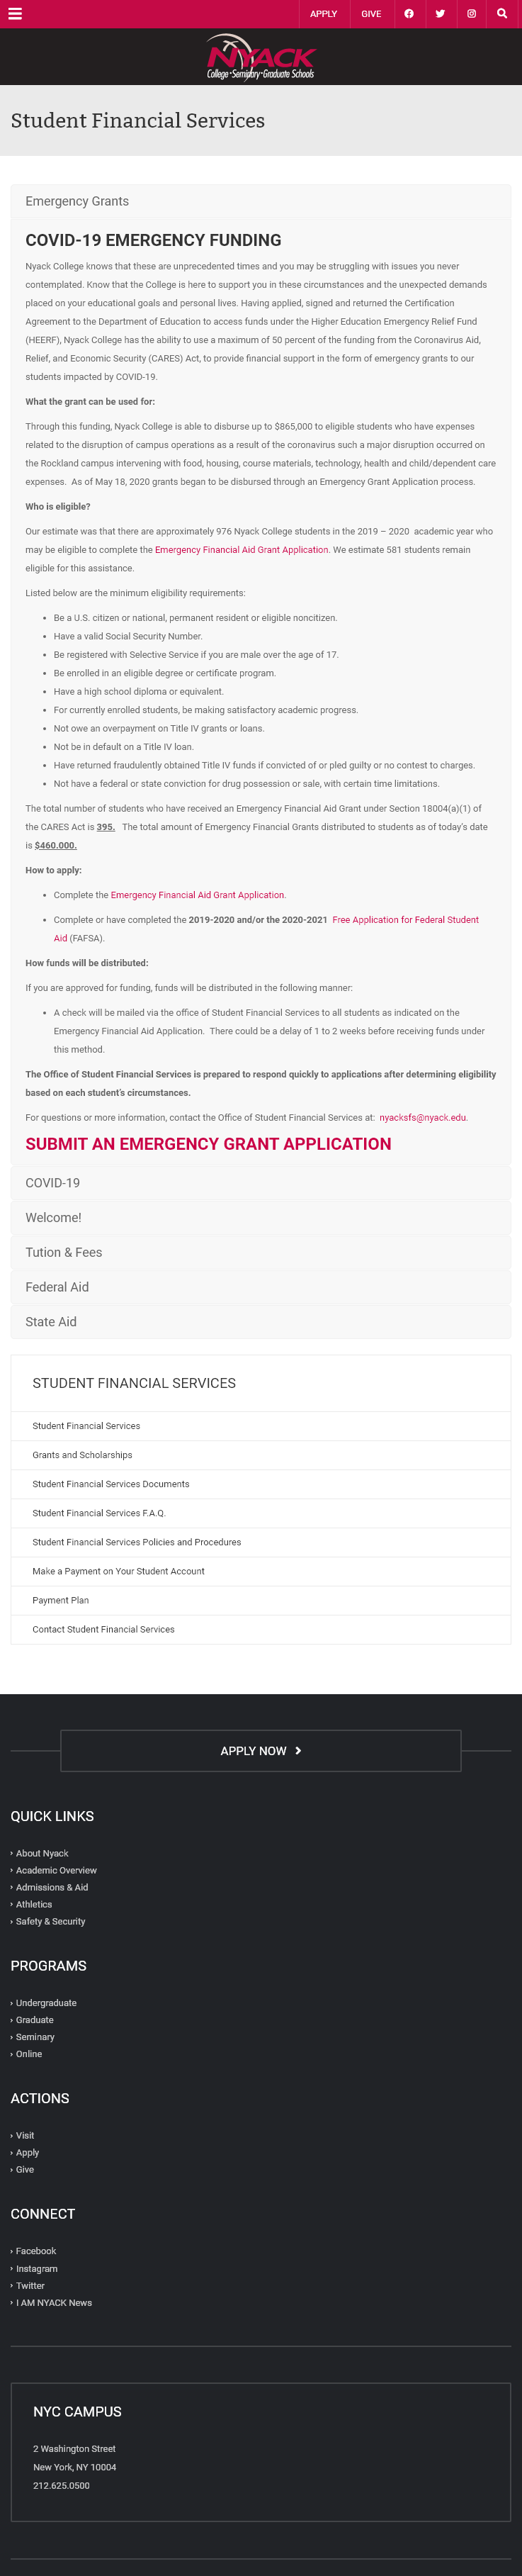 APPLY GIVE
NYACK
College • Seminary • Graduate Schools
Student Financial Services
Emergency Grants
COVID-19 EMERGENCY FUNDING
Nyack College knows that these are unprecedented times and you may be struggling with issues you never
contemplated. Know that the College is here to support you in these circumstances and the unexpected demands
placed on your educational goals and personal lives. Having applied, signed and returned the Certification
Agreement to the Department of Education to access funds under the Higher Education Emergency Relief Fund
(HEERF), Nyack College has the ability to use a maximum of 50 percent of the funding from the Coronavirus Aid,
Relief, and Economic Security (CARES) Act, to provide financial support in the form of emergency grants to our
students impacted by COVID-19.
What the grant can be used for:
Through this funding, Nyack College is able to disburse up to $865,000 to eligible students who have expenses
related to the disruption of campus operations as a result of the coronavirus such a major disruption occurred on
the Rockland campus intervening with food, housing, course materials, technology, health and child/dependent care
expenses.  As of May 18, 2020 grants began to be disbursed through an Emergency Grant Application process.
Who is eligible?
Our estimate was that there are approximately 976 Nyack College students in the 2019 – 2020  academic year who
may be eligible to complete the Emergency Financial Aid Grant Application. We estimate 581 students remain
eligible for this assistance.
Listed below are the minimum eligibility requirements:
• Be a U.S. citizen or national, permanent resident or eligible noncitizen.
• Have a valid Social Security Number.
• Be registered with Selective Service if you are male over the age of 17.
• Be enrolled in an eligible degree or certificate program.
• Have a high school diploma or equivalent.
• For currently enrolled students, be making satisfactory academic progress.
• Not owe an overpayment on Title IV grants or loans.
• Not be in default on a Title IV loan.
• Have returned fraudulently obtained Title IV funds if convicted of or pled guilty or no contest to charges.
• Not have a federal or state conviction for drug possession or sale, with certain time limitations.
The total number of students who have received an Emergency Financial Aid Grant under Section 18004(a)(1) of
the CARES Act is 395.   The total amount of Emergency Financial Grants distributed to students as of today's date
is $460.000.
How to apply:
• Complete the Emergency Financial Aid Grant Application.
• Complete or have completed the 2019-2020 and/or the 2020-2021  Free Application for Federal Student
Aid (FAFSA).
How funds will be distributed:
If you are approved for funding, funds will be distributed in the following manner:
• A check will be mailed via the office of Student Financial Services to all students as indicated on the
Emergency Financial Aid Application.  There could be a delay of 1 to 2 weeks before receiving funds under
this method.
The Office of Student Financial Services is prepared to respond quickly to applications after determining eligibility
based on each student's circumstances.
For questions or more information, contact the Office of Student Financial Services at:  nyacksfs@nyack.edu.
SUBMIT AN EMERGENCY GRANT APPLICATION
COVID-19
Welcome!
Tution & Fees
Federal Aid
State Aid
STUDENT FINANCIAL SERVICES
Student Financial Services
Grants and Scholarships
Student Financial Services Documents
Student Financial Services F.A.Q.
Student Financial Services Policies and Procedures
Make a Payment on Your Student Account
Payment Plan
Contact Student Financial Services
APPLY NOW
QUICK LINKS
About Nyack
Academic Overview
Admissions & Aid
Athletics
Safety & Security
PROGRAMS
Undergraduate
Graduate
Seminary
Online
ACTIONS
Visit
Apply
Give
CONNECT
Facebook
Instagram
Twitter
I AM NYACK News
NYC CAMPUS
2 Washington Street
New York, NY 10004
212.625.0500